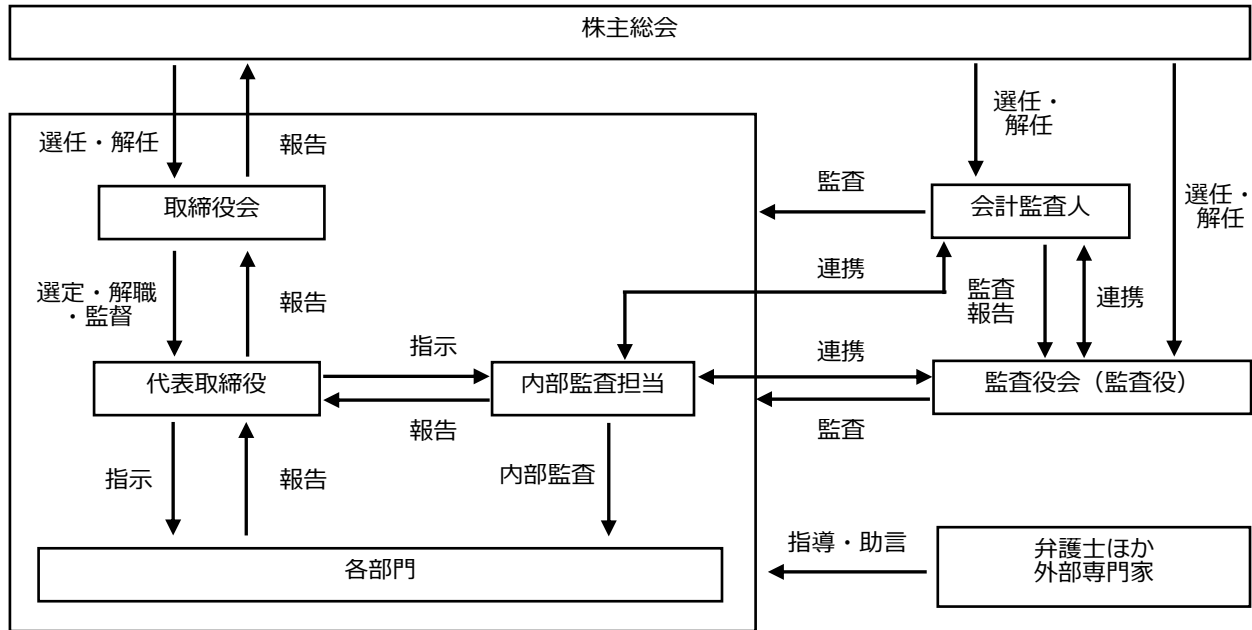 株主総会
選任・解任
報告
選任・
解任
選任・
解任
取締役会
監査
会計監査人
選定・解職
・監督
報告
連携
監査
報告
連携
指示
連携
代表取締役
内部監査担当
監査役会（監査役）
報告
監査
指示
報告
内部監査
指導・助言
弁護士ほか
外部専門家
各部門